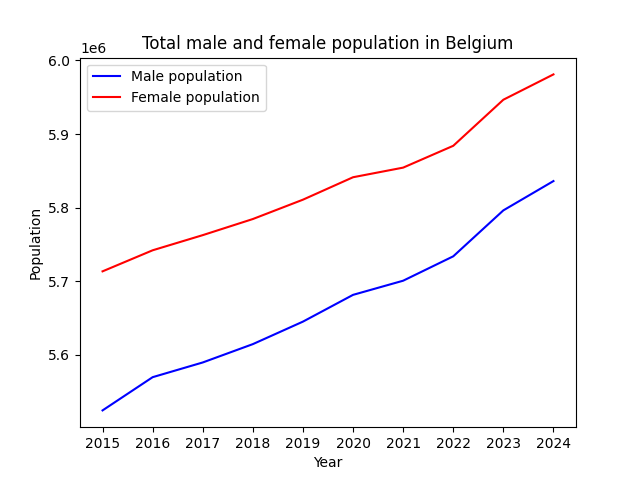 Total male and female population in Belgium
1e6
Male population
Female population
6.0
5.9
5.8
5.7
5.6
Population
2015 2016 2017 2018 2019 2020 2021 2022 2023 2024
Year